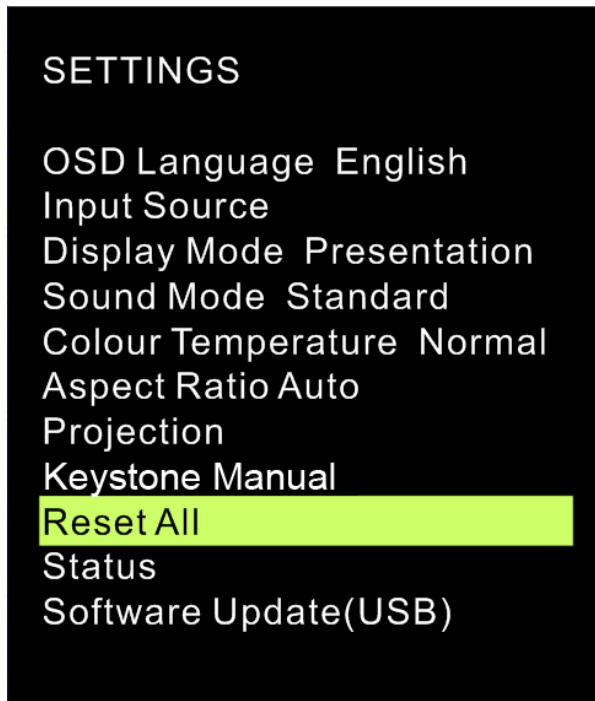 SETTINGS
OSD Language English
Input Source
Display Mode Presentation
Sound Mode Standard
Colour Temperature Normal
Aspect Ratio Auto
Projection
Keystone Manual
Reset All
Status
Software Update(USB)